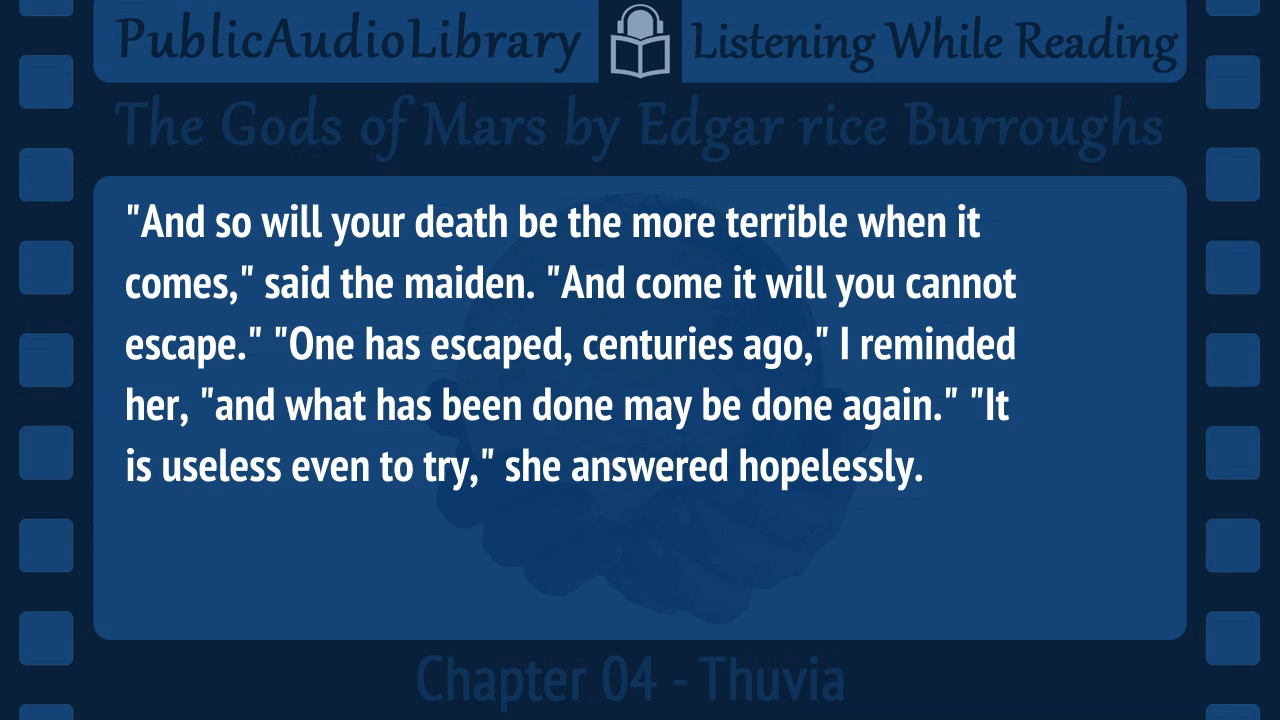 PublicAudioLibrary
Listening While Reading
The Gods of Mars by Edgar rice Burroughs
"And so will your death be the more terrible when it
comes," said the maiden. "And come it will you cannot
escape." "One has escaped, centuries ago," I reminded
her, "and what has been done may be done again." "It
is useless even to try," she answered hopelessly.
Chapter 04 - Thuvia